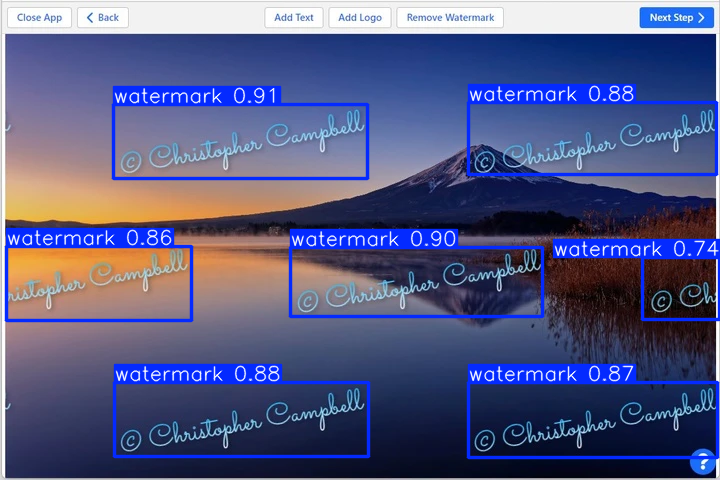 Close App
Back
Add Text
Add Logo
Remove Watermark
Next Step
watermark 0.91
© Christopher Campbell
watermark 0.88
© Christopher Campbell
watermark 0.86
ristopher Campbell
watermark 0.90
© Christopher Campbell
watermark 0.74
© Ch
watermark 0.88
© Christopher Campbell
watermark 0.87
© Christopher Campbell
?